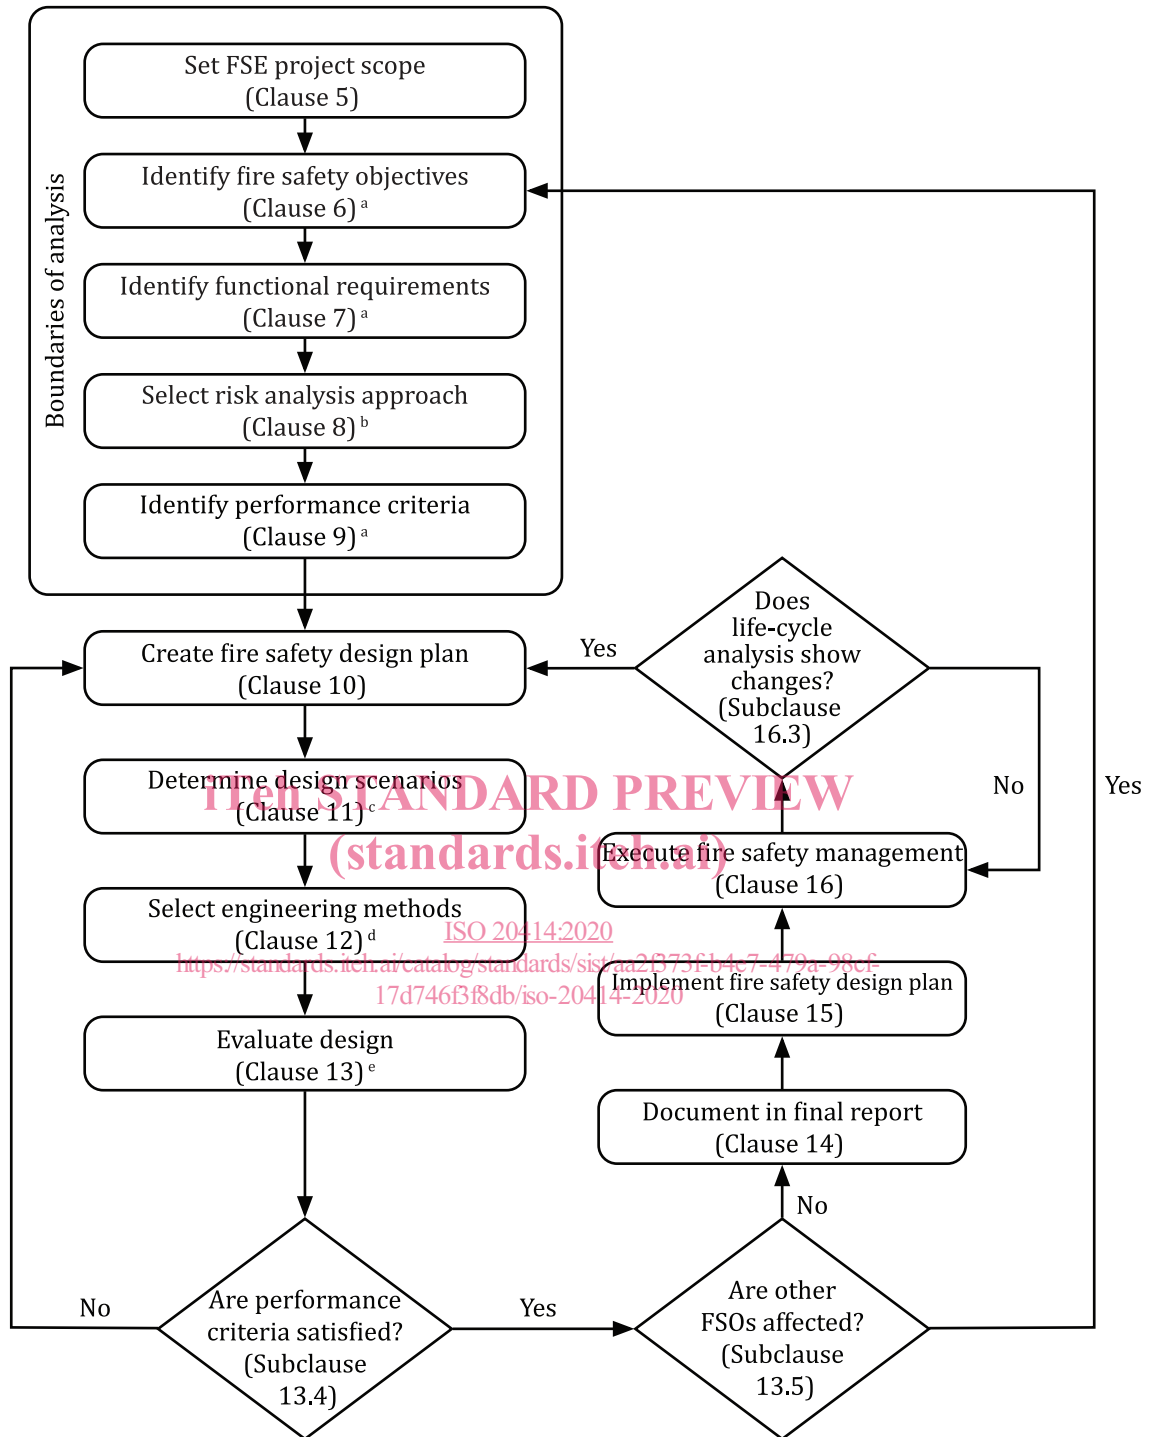 Boundaries of analysis
Set FSE project scope
(Clause 5)
Identify fire safety objectives
(Clause 6) a
Identify functional requirements
(Clause 7) a
Select risk analysis approach
(Clause 8) b
Identify performance criteria
(Clause 9) a
Create fire safety design plan
(Clause 10)
Determine design scenarios
(Clause 11) c
Select engineering methods
(Clause 12) d
Evaluate design
(Clause 13) e
Are performance
criteria satisfied?
(Subclause
13.4)
No
Yes
Are other
FSOs affected?
(Subclause
13.5)
No
Yes
Document in final report
(Clause 14)
Implement fire safety design plan
(Clause 15)
Execute fire safety management
(Clause 16)
Does
life-cycle
analysis show
changes?
(Subclause
16.3)
Yes
No
iTeh STANDARD PREVIEW
(standards.iteh.ai)
ISO 20414:2020
https://standards.iteh.ai/catalog/standards/sist/aa2f373f-b4e7-479a-98cf-
17d746f3f8db/iso-20414-2020